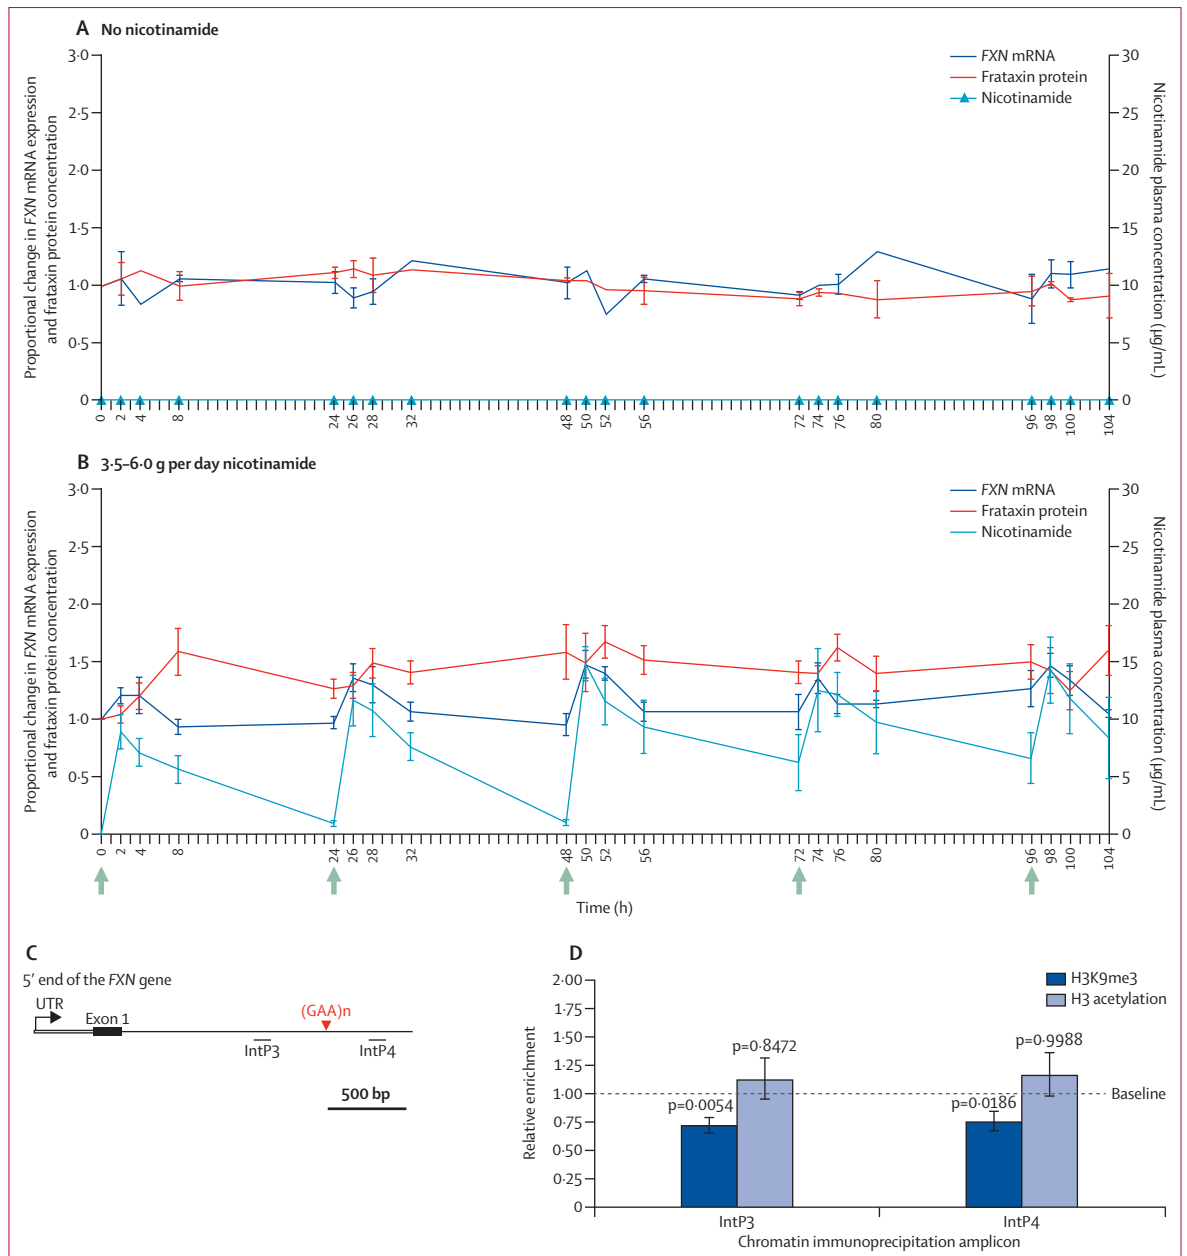 A No nicotinamide
3·0
2·5
2·0
1·5
1·0
0·5
0
Proportional change in FXN mRNA expression
and frataxin protein concentration
FXN mRNA
Frataxin protein
Nicotinamide
30
25
20
15
10
5
0
Nicotinamide plasma concentration (µg/mL)
0 2 4 8 24 26 28 32 48 50 52 56 72 74 76 80 96 98 100 104
B 3·5–6·0 g per day nicotinamide
3·0
2·5
2·0
1·5
1·0
0·5
0
Proportional change in FXN mRNA expression
and frataxin protein concentration
FXN mRNA
Frataxin protein
Nicotinamide
30
25
20
15
10
5
0
Nicotinamide plasma concentration (µg/mL)
0 2 4 8 24 26 28 32 48 50 52 56 72 74 76 80 96 98 100 104
Time (h)
C
5′ end of the FXN gene
UTR
Exon 1
(GAA)n
IntP3
IntP4
500 bp
D
2·00
1·75
1·50
1·25
1·00
0·75
0·50
0·25
0
Relative enrichment
H3K9me3
H3 acetylation
p=0·8472
p=0·9988
Baseline
p=0·0054
p=0·0186
IntP3
IntP4
Chromatin immunoprecipitation amplicon